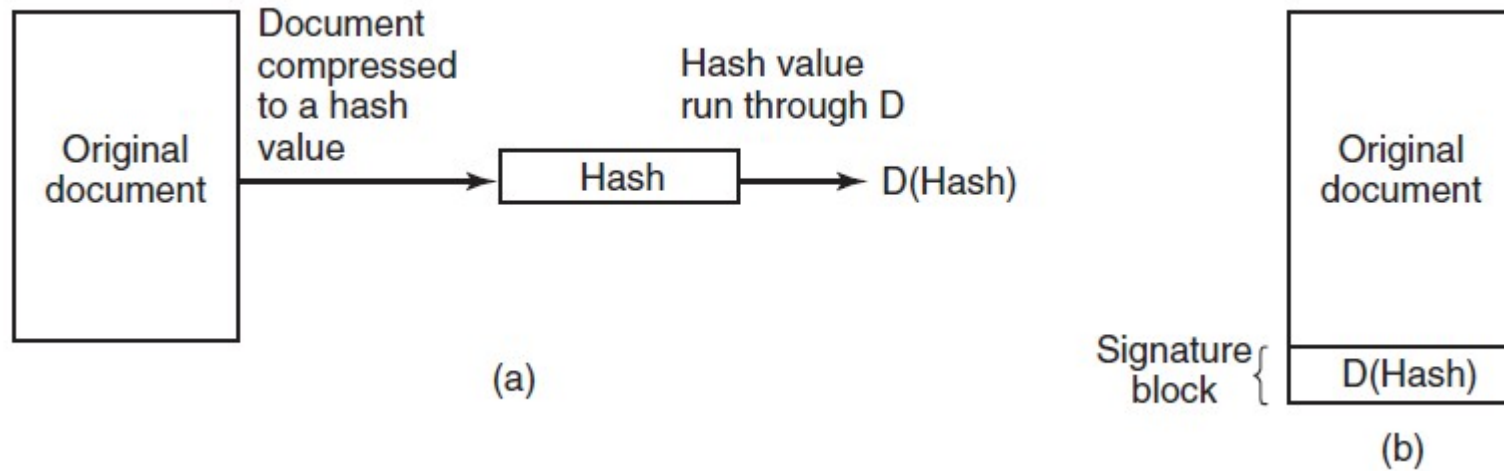 Original
document
Document
compressed
to a hash
value
Hash
Hash value
run through D
D(Hash)
(a)
Original
document
Signature
block
D(Hash)
(b)